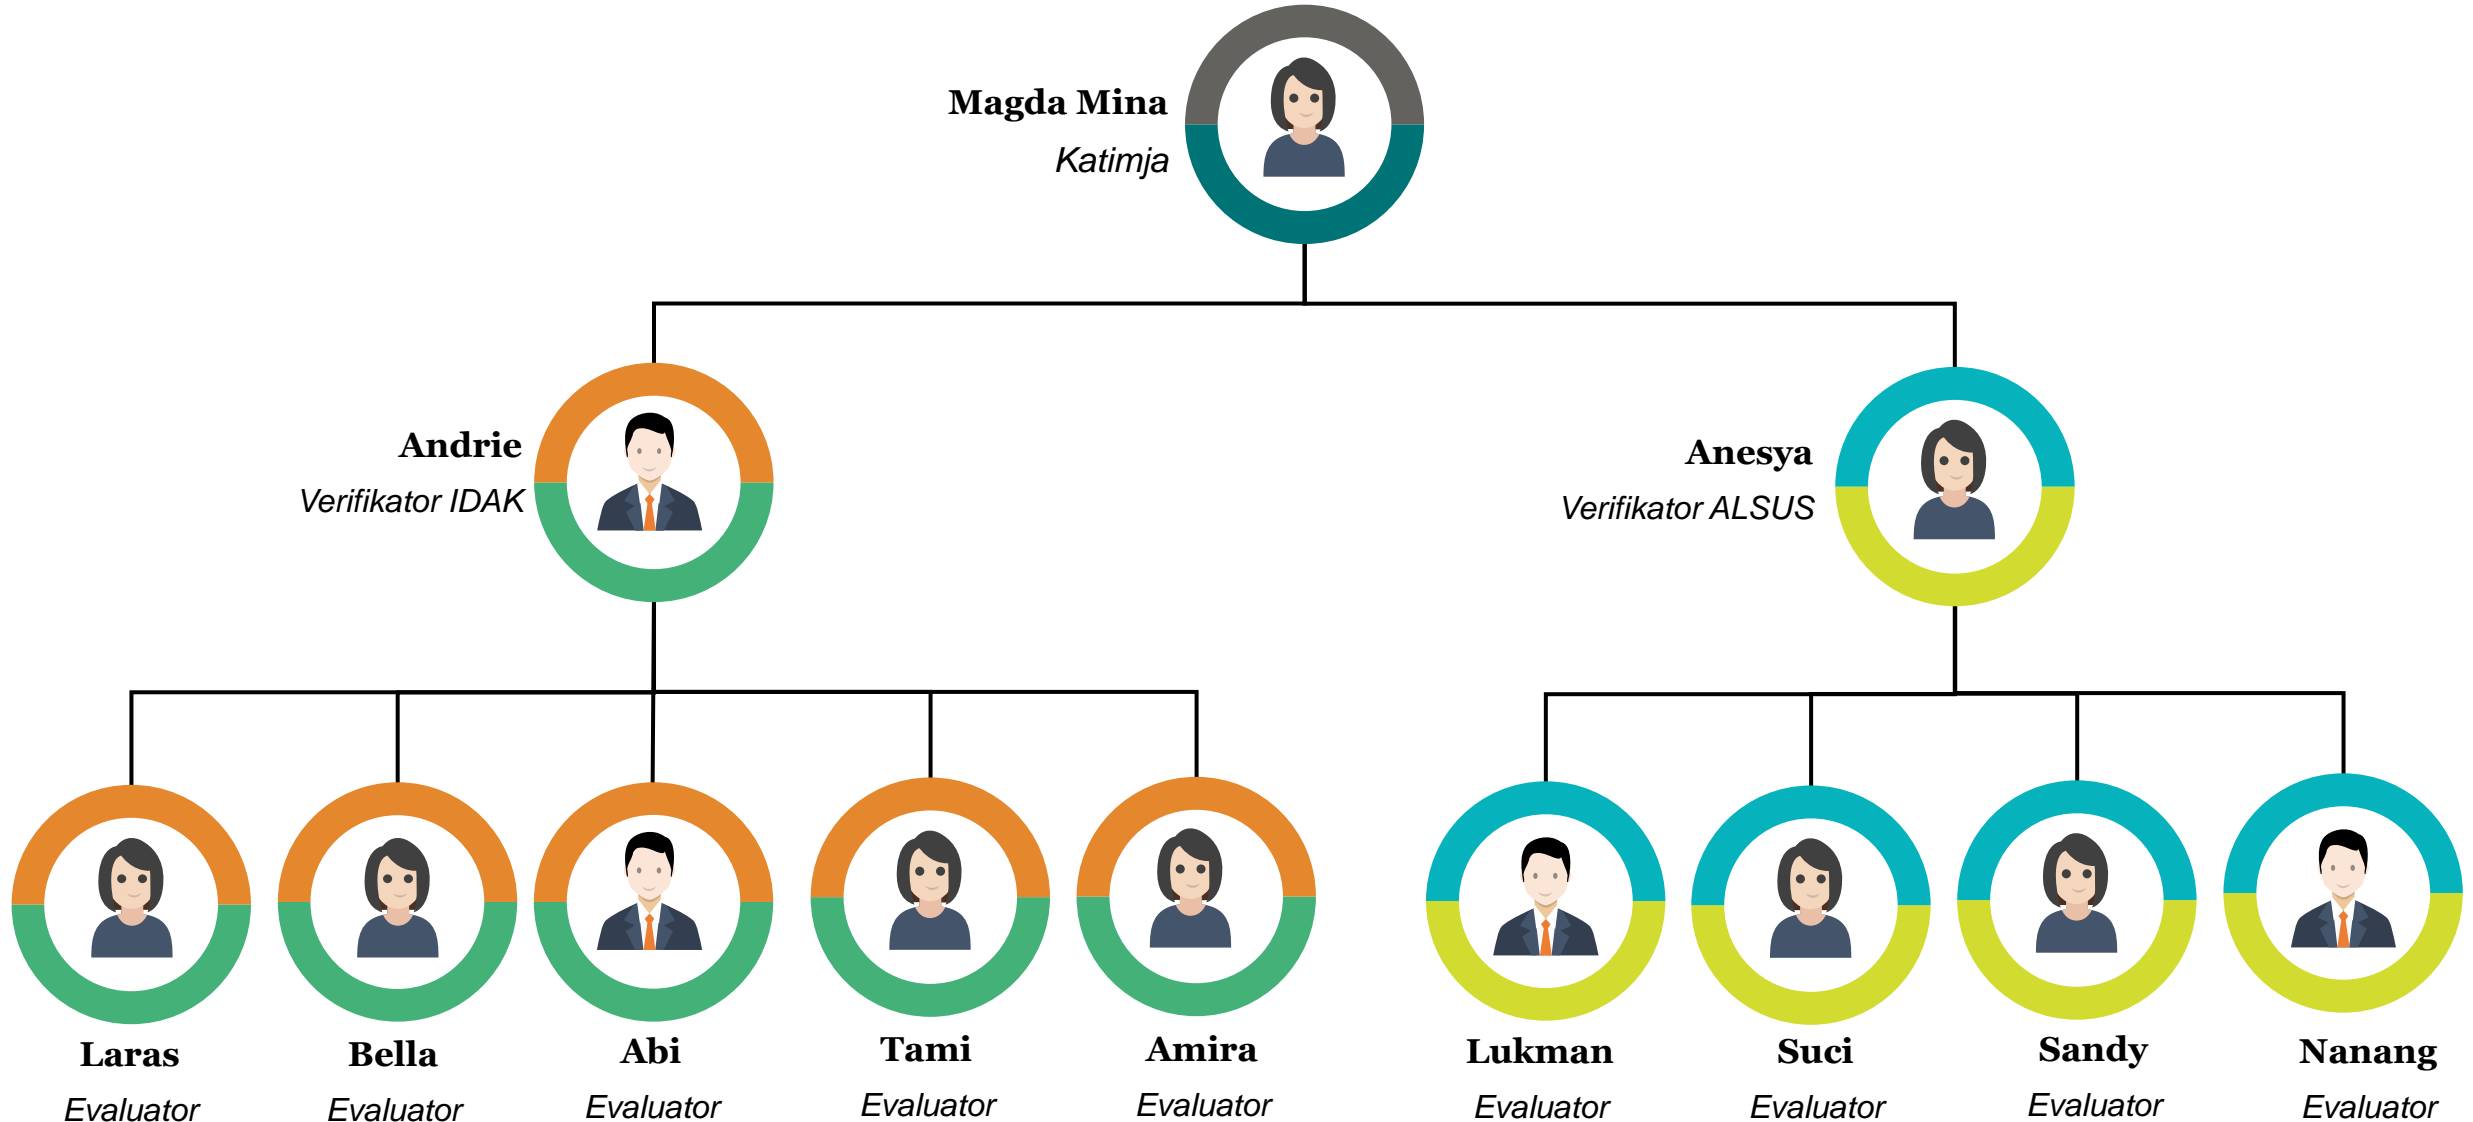 Magda Mina
Katimja
Andrie
Verifikator IDAK
Anesya
Verifikator ALSUS
Laras
Evaluator
Bella
Evaluator
Abi
Evaluator
Tami
Evaluator
Amira
Evaluator
Lukman
Evaluator
Suci
Evaluator
Sandy
Evaluator
Nanang
Evaluator